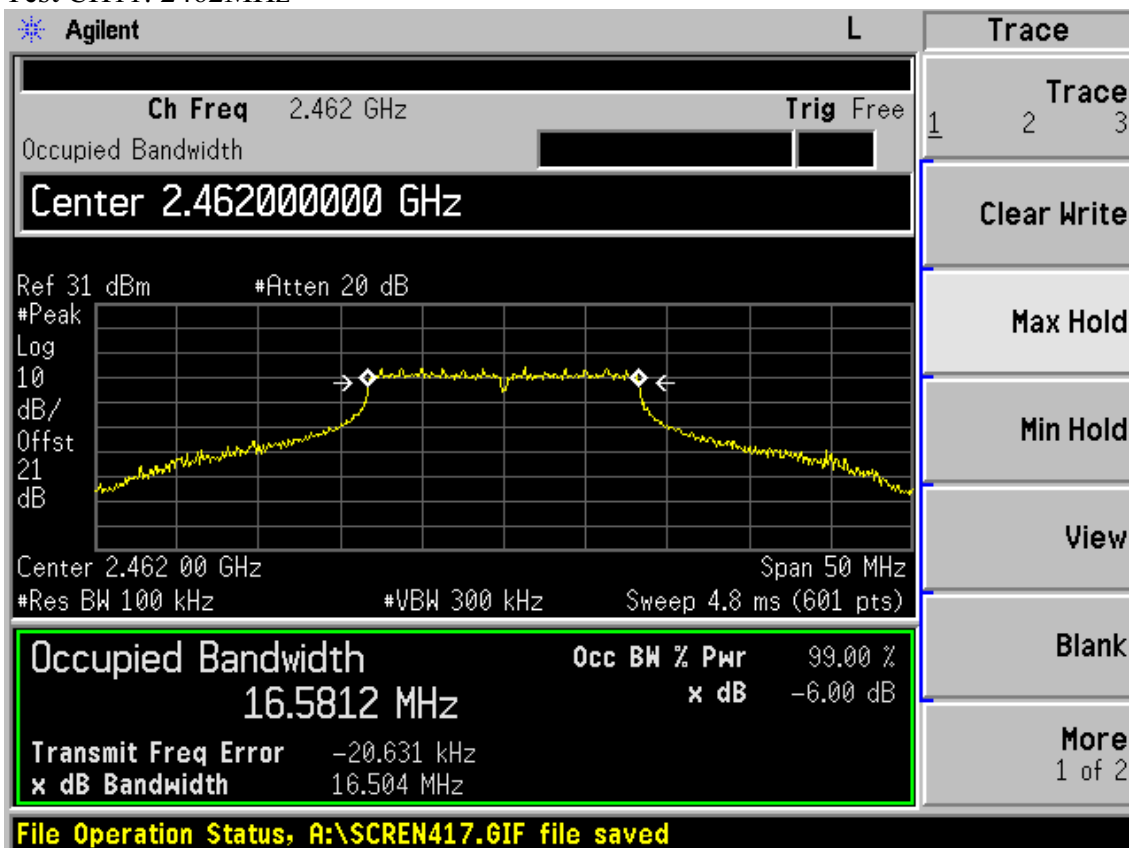 Agilent L Trace
Ch Freq 2.462 GHz Trig Free
Occupied Bandwidth
Center 2.462000000 GHz
Ref 31 dBm #Atten 20 dB
#Peak
Log
10
dB/
Offst
21
dB
Center 2.462 00 GHz Span 50 MHz
#Res BW 100 kHz #VBW 300 kHz Sweep 4.8 ms (601 pts)
Occupied Bandwidth Occ BW % Pwr 99.00 %
16.5812 MHz x dB -6.00 dB
Transmit Freq Error -20.631 kHz
x dB Bandwidth 16.504 MHz
Trace
1 2 3
Clear Write
Max Hold
Min Hold
View
Blank
More
1 of 2
File Operation Status, A:\SCREN417.GIF file saved